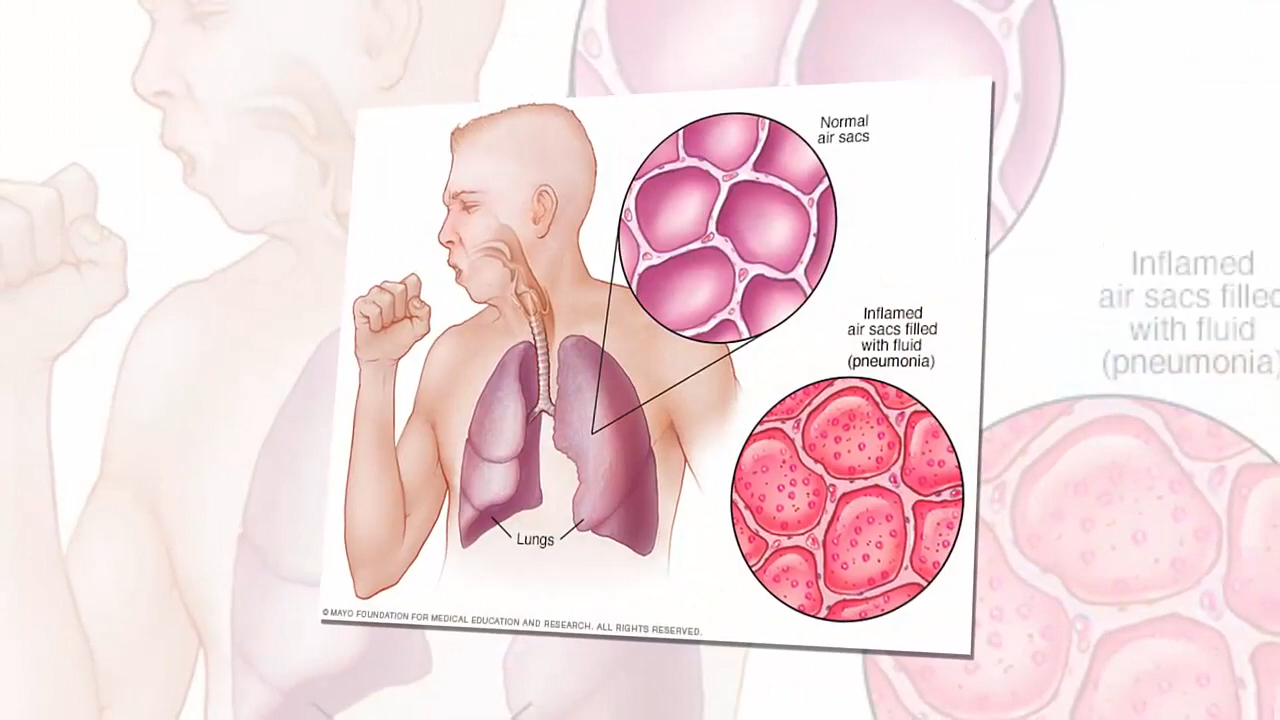 Normal
air sacs
Inflamed
air sacs filled
with fluid
(pneumonia)
Lungs
© MAYO FOUNDATION FOR MEDICAL EDUCATION AND RESEARCH. ALL RIGHTS RESERVED.
Inflamed
air sacs filled
with fluid
(pneumonia)